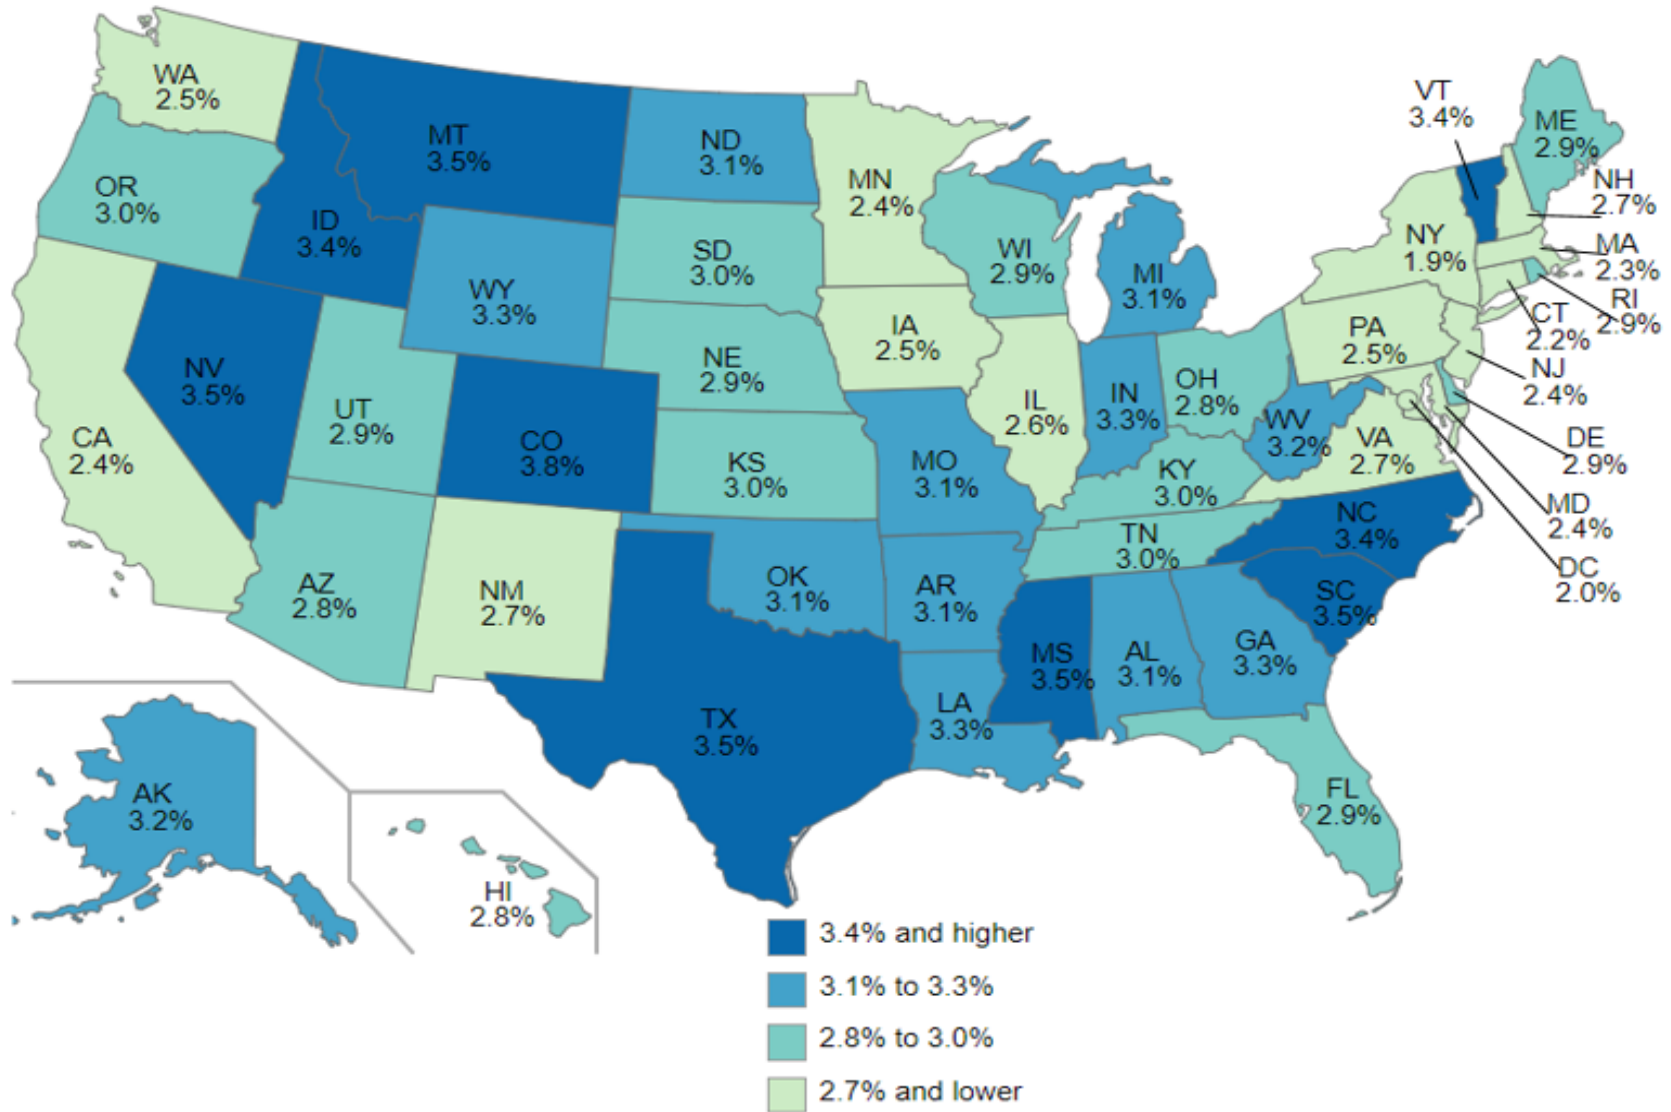 WA
2.5%
OR
3.0%
CA
2.4%
NV
3.5%
ID
3.4%
MT
3.5%
WY
3.3%
UT
2.9%
CO
3.8%
AZ
2.8%
NM
2.7%
ND
3.1%
SD
3.0%
NE
2.9%
KS
3.0%
OK
3.1%
TX
3.5%
MN
2.4%
IA
2.5%
MO
3.1%
AR
3.1%
LA
3.3%
WI
2.9%
IL
2.6%
MI
3.1%
IN
3.3%
OH
2.8%
KY
3.0%
TN
3.0%
MS
3.5%
AL
3.1%
GA
3.3%
FL
2.9%
SC
3.5%
NC
3.4%
VA
2.7%
WV
3.2%
PA
2.5%
NY
1.9%
VT
3.4%
ME
2.9%
NH
2.7%
MA
2.3%
RI
2.9%
CT
2.2%
NJ
2.4%
DE
2.9%
MD
2.4%
DC
2.0%
AK
3.2%
HI
2.8%
3.4% and higher
3.1% to 3.3%
2.8% to 3.0%
2.7% and lower